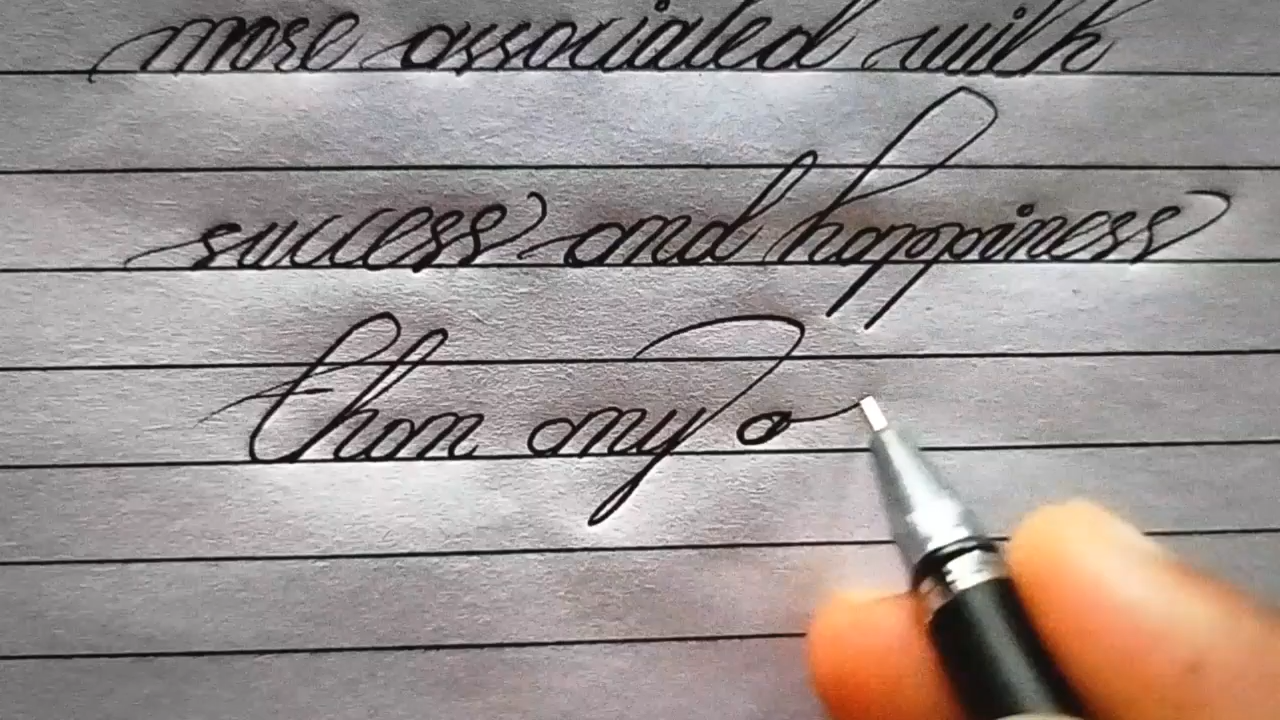 more associated with
success and happiness
than any o